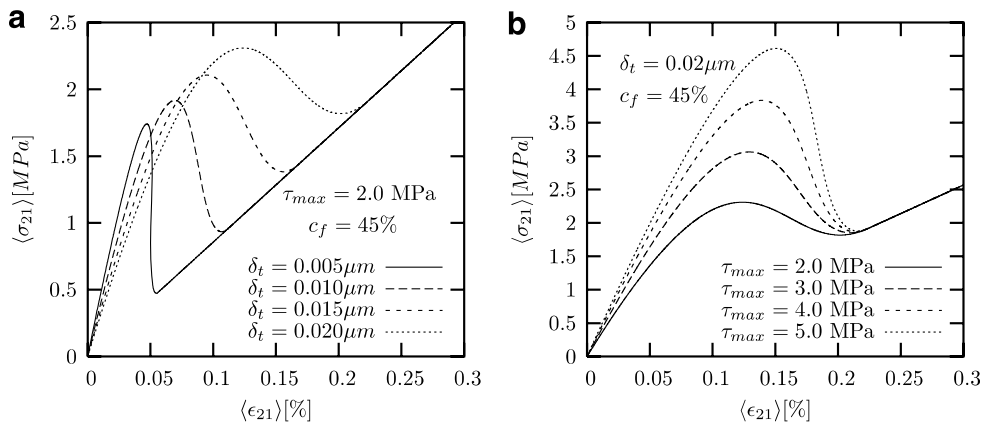 a
2.5
2
1.5
1
0.5
0
0
0.05
0.1
0.15
0.2
0.25
0.3
⟨σ21⟩[MPa]
⟨ϵ21⟩[%]
τmax = 2.0 MPa
cf = 45%
δt = 0.005μm
δt = 0.010μm
δt = 0.015μm
δt = 0.020μm
b
5
4.5
4
3.5
3
2.5
2
1.5
1
0.5
0
0
0.05
0.1
0.15
0.2
0.25
0.3
⟨σ21⟩[MPa]
⟨ϵ21⟩[%]
δt = 0.02μm
cf = 45%
τmax = 2.0 MPa
τmax = 3.0 MPa
τmax = 4.0 MPa
τmax = 5.0 MPa